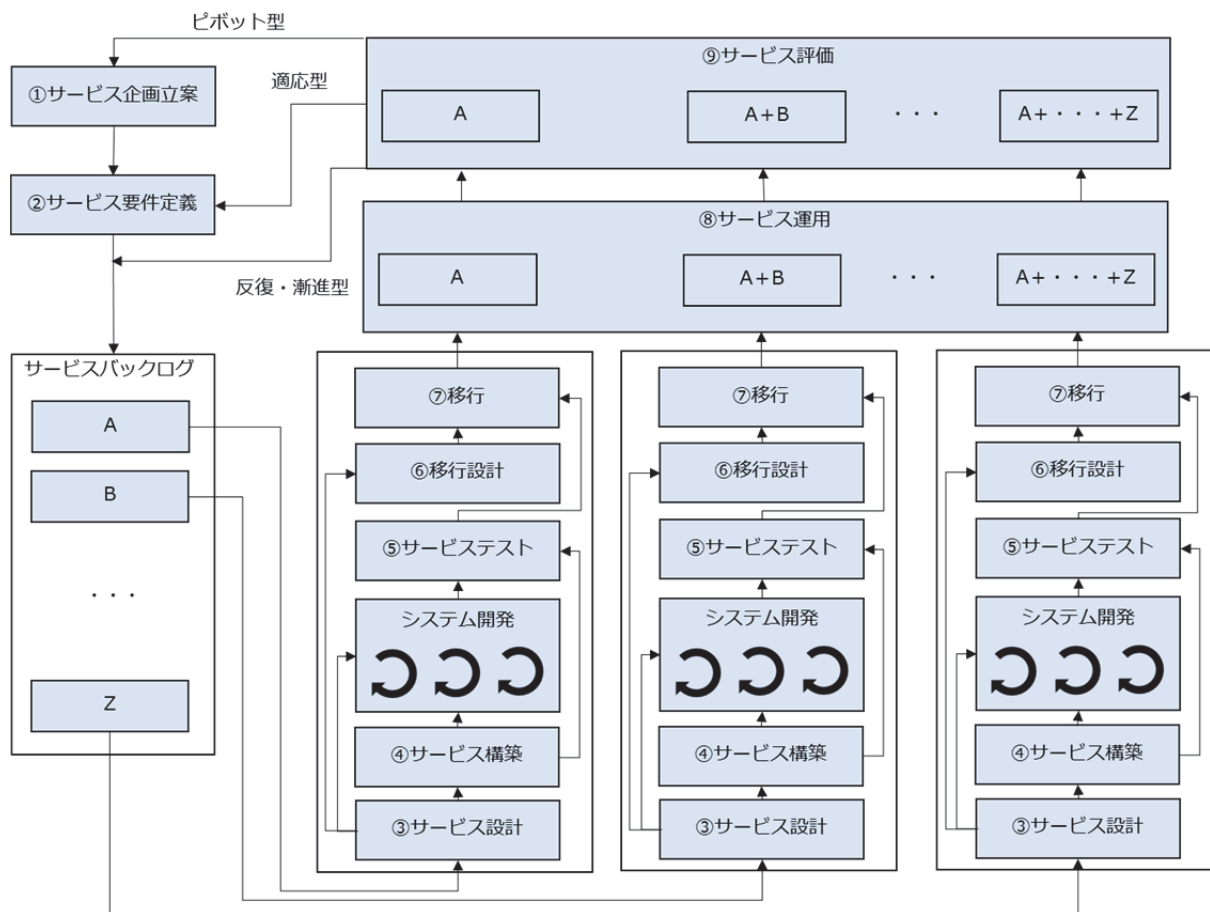 ピボット型
①サービス企画立案
適応型
②サービス要件定義
反復・漸進型
⑨サービス評価
A
A+B
・・・
A+・・・+Z
⑧サービス運用
A
A+B
・・・
A+・・・+Z
サービスバックログ
A
B
・・・
Z
⑦移行
⑥移行設計
⑤サービステスト
システム開発
④サービス構築
③サービス設計
⑦移行
⑥移行設計
⑤サービステスト
システム開発
④サービス構築
③サービス設計
⑦移行
⑥移行設計
⑤サービステスト
システム開発
④サービス構築
③サービス設計